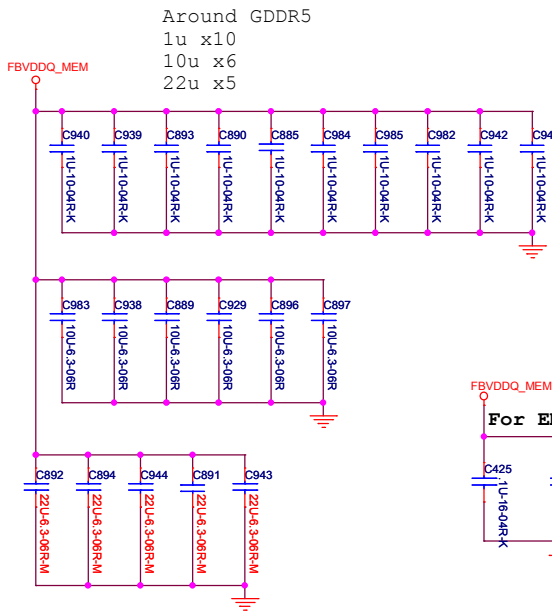 Around GDDR5
1u x10
10u x6
22u x5
FBVDDQ_MEM
C940 C939 C893 C890 C885 C984 C985 C982 C942
1U-10-04R-K 1U-10-04R-K 1U-10-04R-K 1U-10-04R-K 1U-10-04R-K 1U-10-04R-K 1U-10-04R-K 1U-10-04R-K 1U-10-04R-K 1U-10-04R-K
C983 C938 C889 C929 C896 C897
10U-6.3-06R 10U-6.3-06R 10U-6.3-06R 10U-6.3-06R 10U-6.3-06R 10U-6.3-06R
FBVDDQ_MEM
For
C892 C894 C944 C891 C943
22U-6.3-06R-M 22U-6.3-06R-M 22U-6.3-06R-M 22U-6.3-06R-M 22U-6.3-06R-M
C425
.1U-16-04R-K